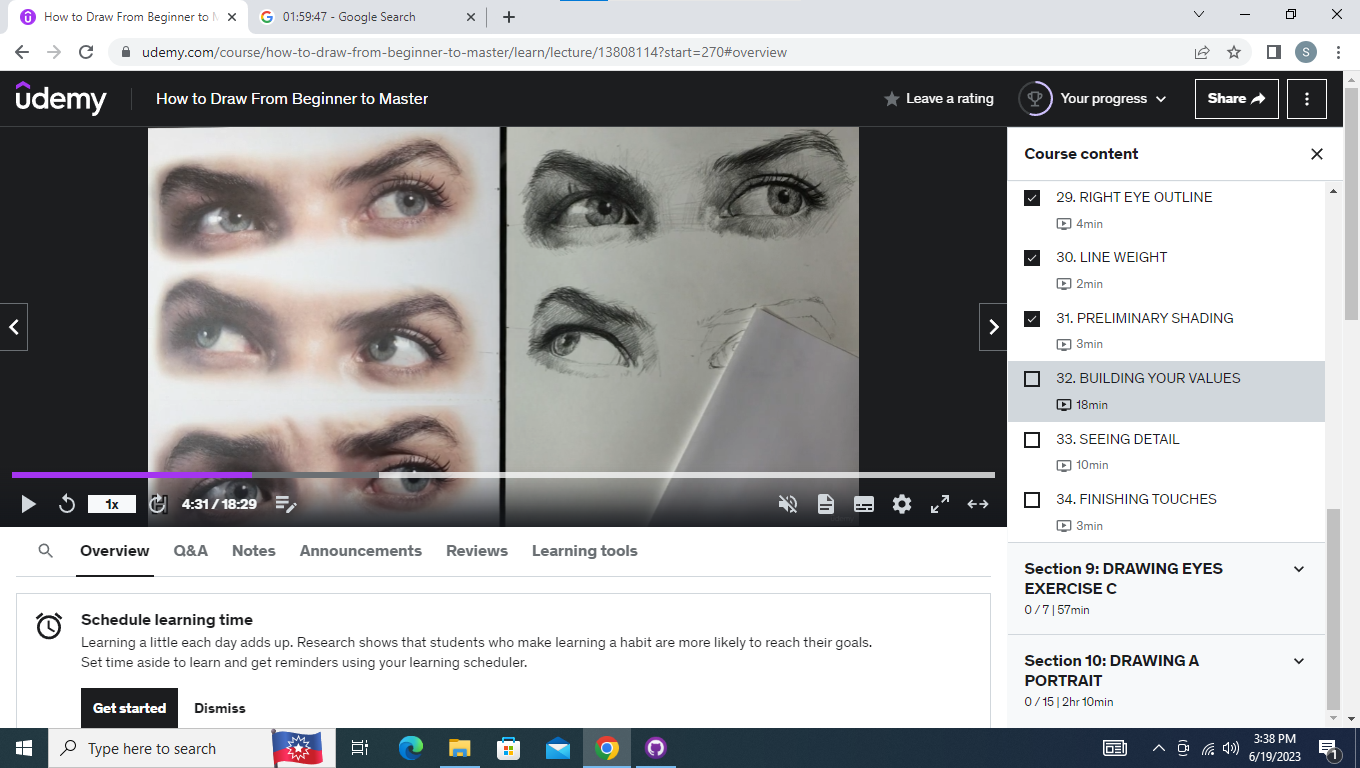 How to Draw From Beginner to M
01:59:47 - Google Search
udemy.com/course/how-to-draw-from-beginner-to-master/learn/lecture/13808114?start=270#overview
S
udemy
How to Draw From Beginner to Master
Leave a rating
Your progress
Share
1x
4:31 / 18:29
Overview
Q&A
Notes
Announcements
Reviews
Learning tools
Schedule learning time
Learning a little each day adds up. Research shows that students who make learning a habit are more likely to reach their goals.
Set time aside to learn and get reminders using your learning scheduler.
Get started
Dismiss
Course content
29. RIGHT EYE OUTLINE
4min
30. LINE WEIGHT
2min
31. PRELIMINARY SHADING
3min
32. BUILDING YOUR VALUES
18min
33. SEEING DETAIL
10min
34. FINISHING TOUCHES
3min
Section 9: DRAWING EYES
EXERCISE C
0 / 7 | 57min
Section 10: DRAWING A
PORTRAIT
0 / 15 | 2hr 10min
Type here to search
3:38 PM
6/19/2023
1